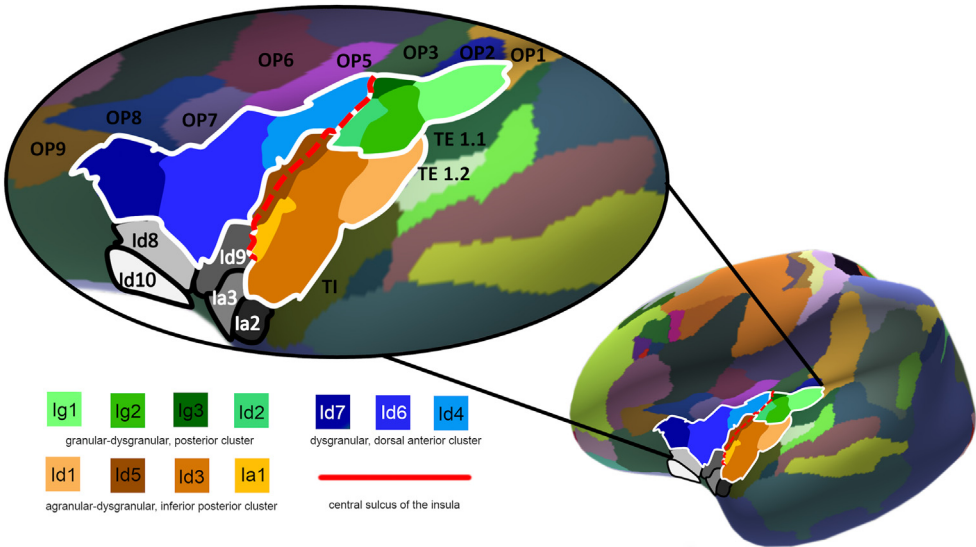 OP6
OP5
OP3
OP2
OP1
OP8
OP7
OP9
TE 1.1
TE 1.2
Id8
Id9
Id10
Ia3
TI
Ia2
Ig1 Ig2 Ig3 Id2
granular-dysgranular, posterior cluster
Id7 Id6 Id4
dysgranular, dorsal anterior cluster
Id1 Id5 Id3 Ia1
agranular-dysgranular, inferior posterior cluster
central sulcus of the insula